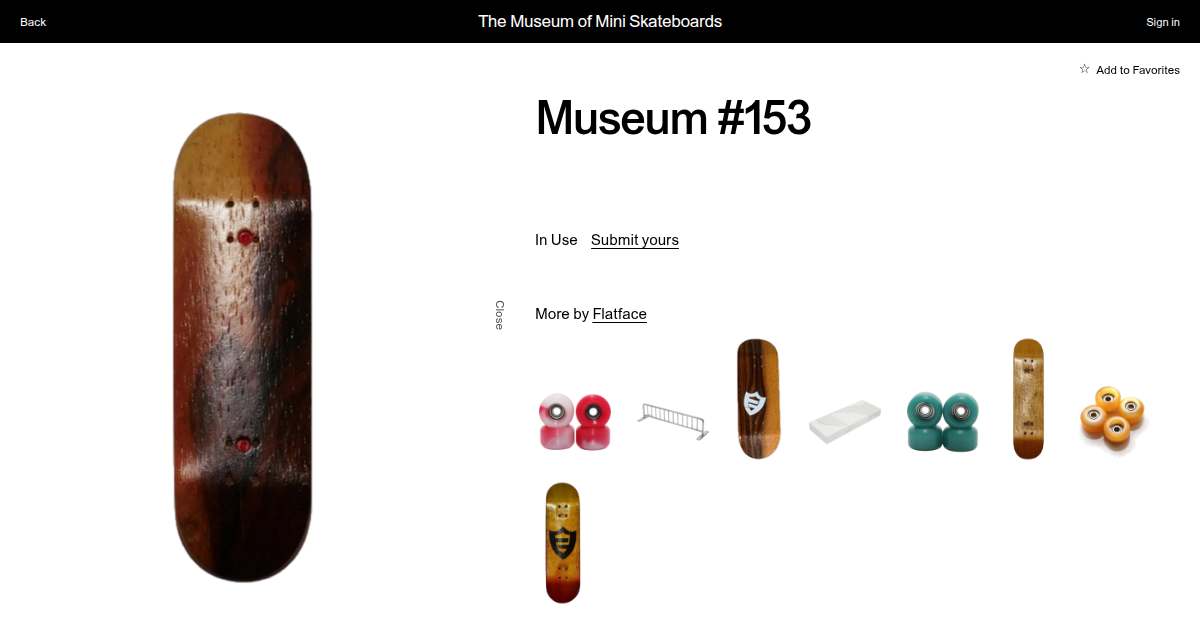 Back
The Museum of Mini Skateboards
Sign in
☆ Add to Favorites
Museum #153
In Use Submit yours
Close
More by Flatface